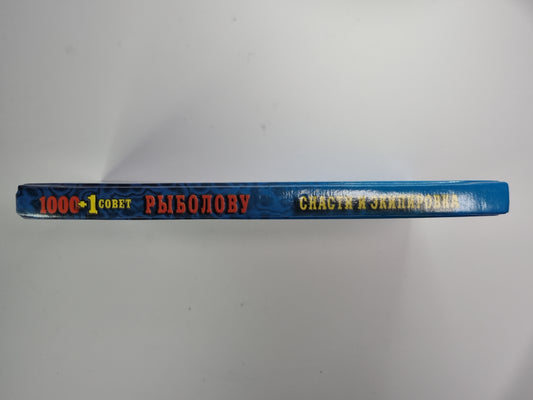 1000+1 СОВЕТ РЫБОЛОВУ СНАСТИ И ЭКИПИРОВКА